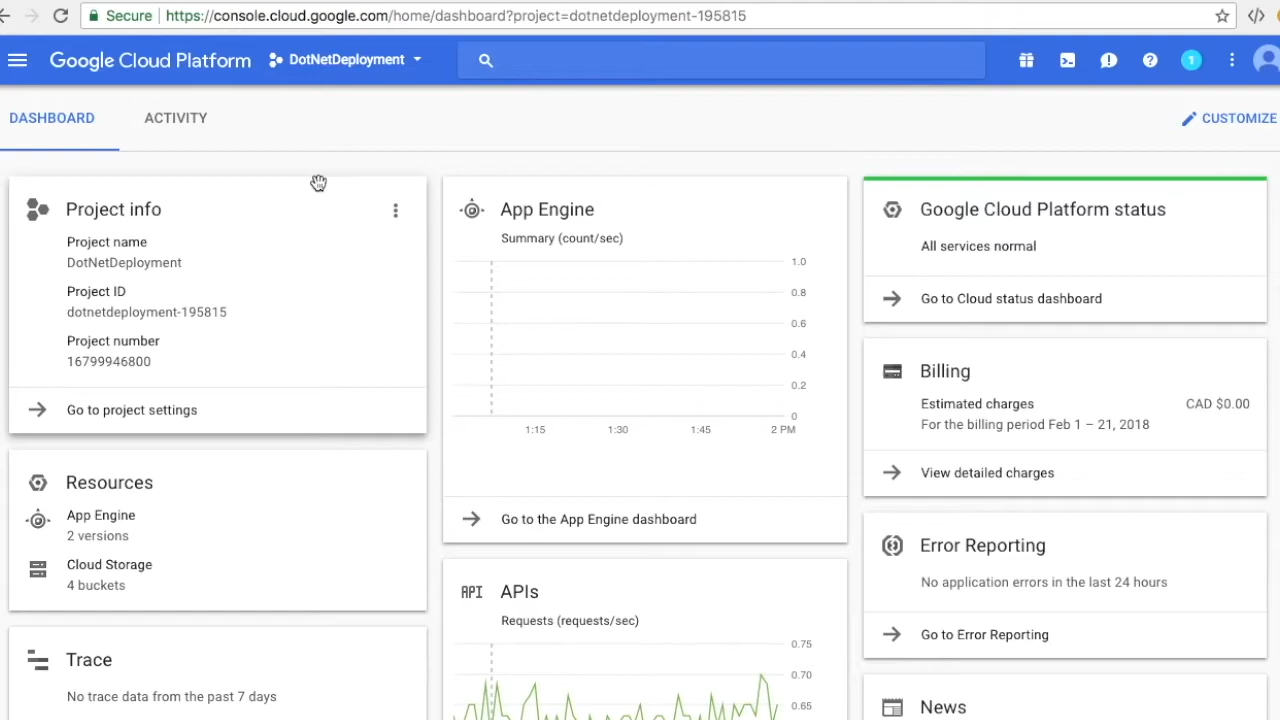 Secure | https://console.cloud.google.com/home/dashboard?project=dotnetdeployment-195815
Google Cloud Platform DotNetDeployment 1
DASHBOARD ACTIVITY CUSTOMIZE
Project info
Project name
DotNetDeployment
Project ID
dotnetdeployment-195815
Project number
16799946800
Go to project settings
Resources
App Engine
2 versions
Cloud Storage
4 buckets
Trace
No trace data from the past 7 days
App Engine
Summary (count/sec)
1.0
0.8
0.6
0.4
0.2
0
1:15 1:30 1:45 2 PM
Go to the App Engine dashboard
API APIs
Requests (requests/sec)
0.75
0.70
0.65
Google Cloud Platform status
All services normal
Go to Cloud status dashboard
Billing
Estimated charges CAD $0.00
For the billing period Feb 1 – 21, 2018
View detailed charges
Error Reporting
No application errors in the last 24 hours
Go to Error Reporting
News